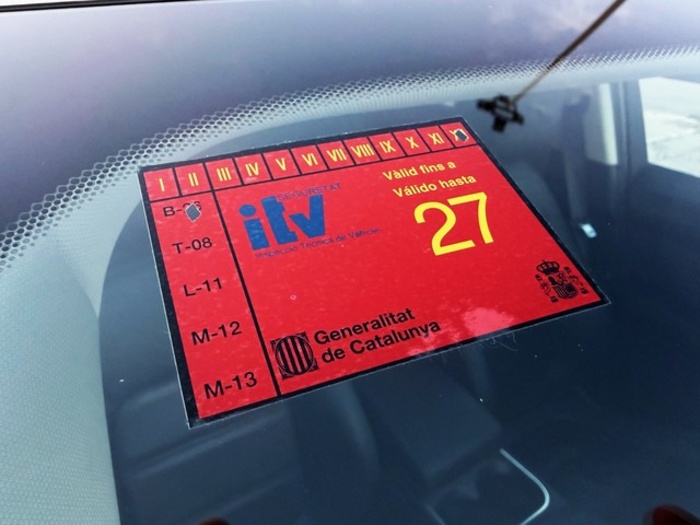 I II III IV V VI VII VIII IX X XI
T-08
L-11
M-12
M-13
SEGURETAT
itv
Inspecció Tècnica de Vehicles
Vàlid fins a
Válido hasta
27
Generalitat
de Catalunya